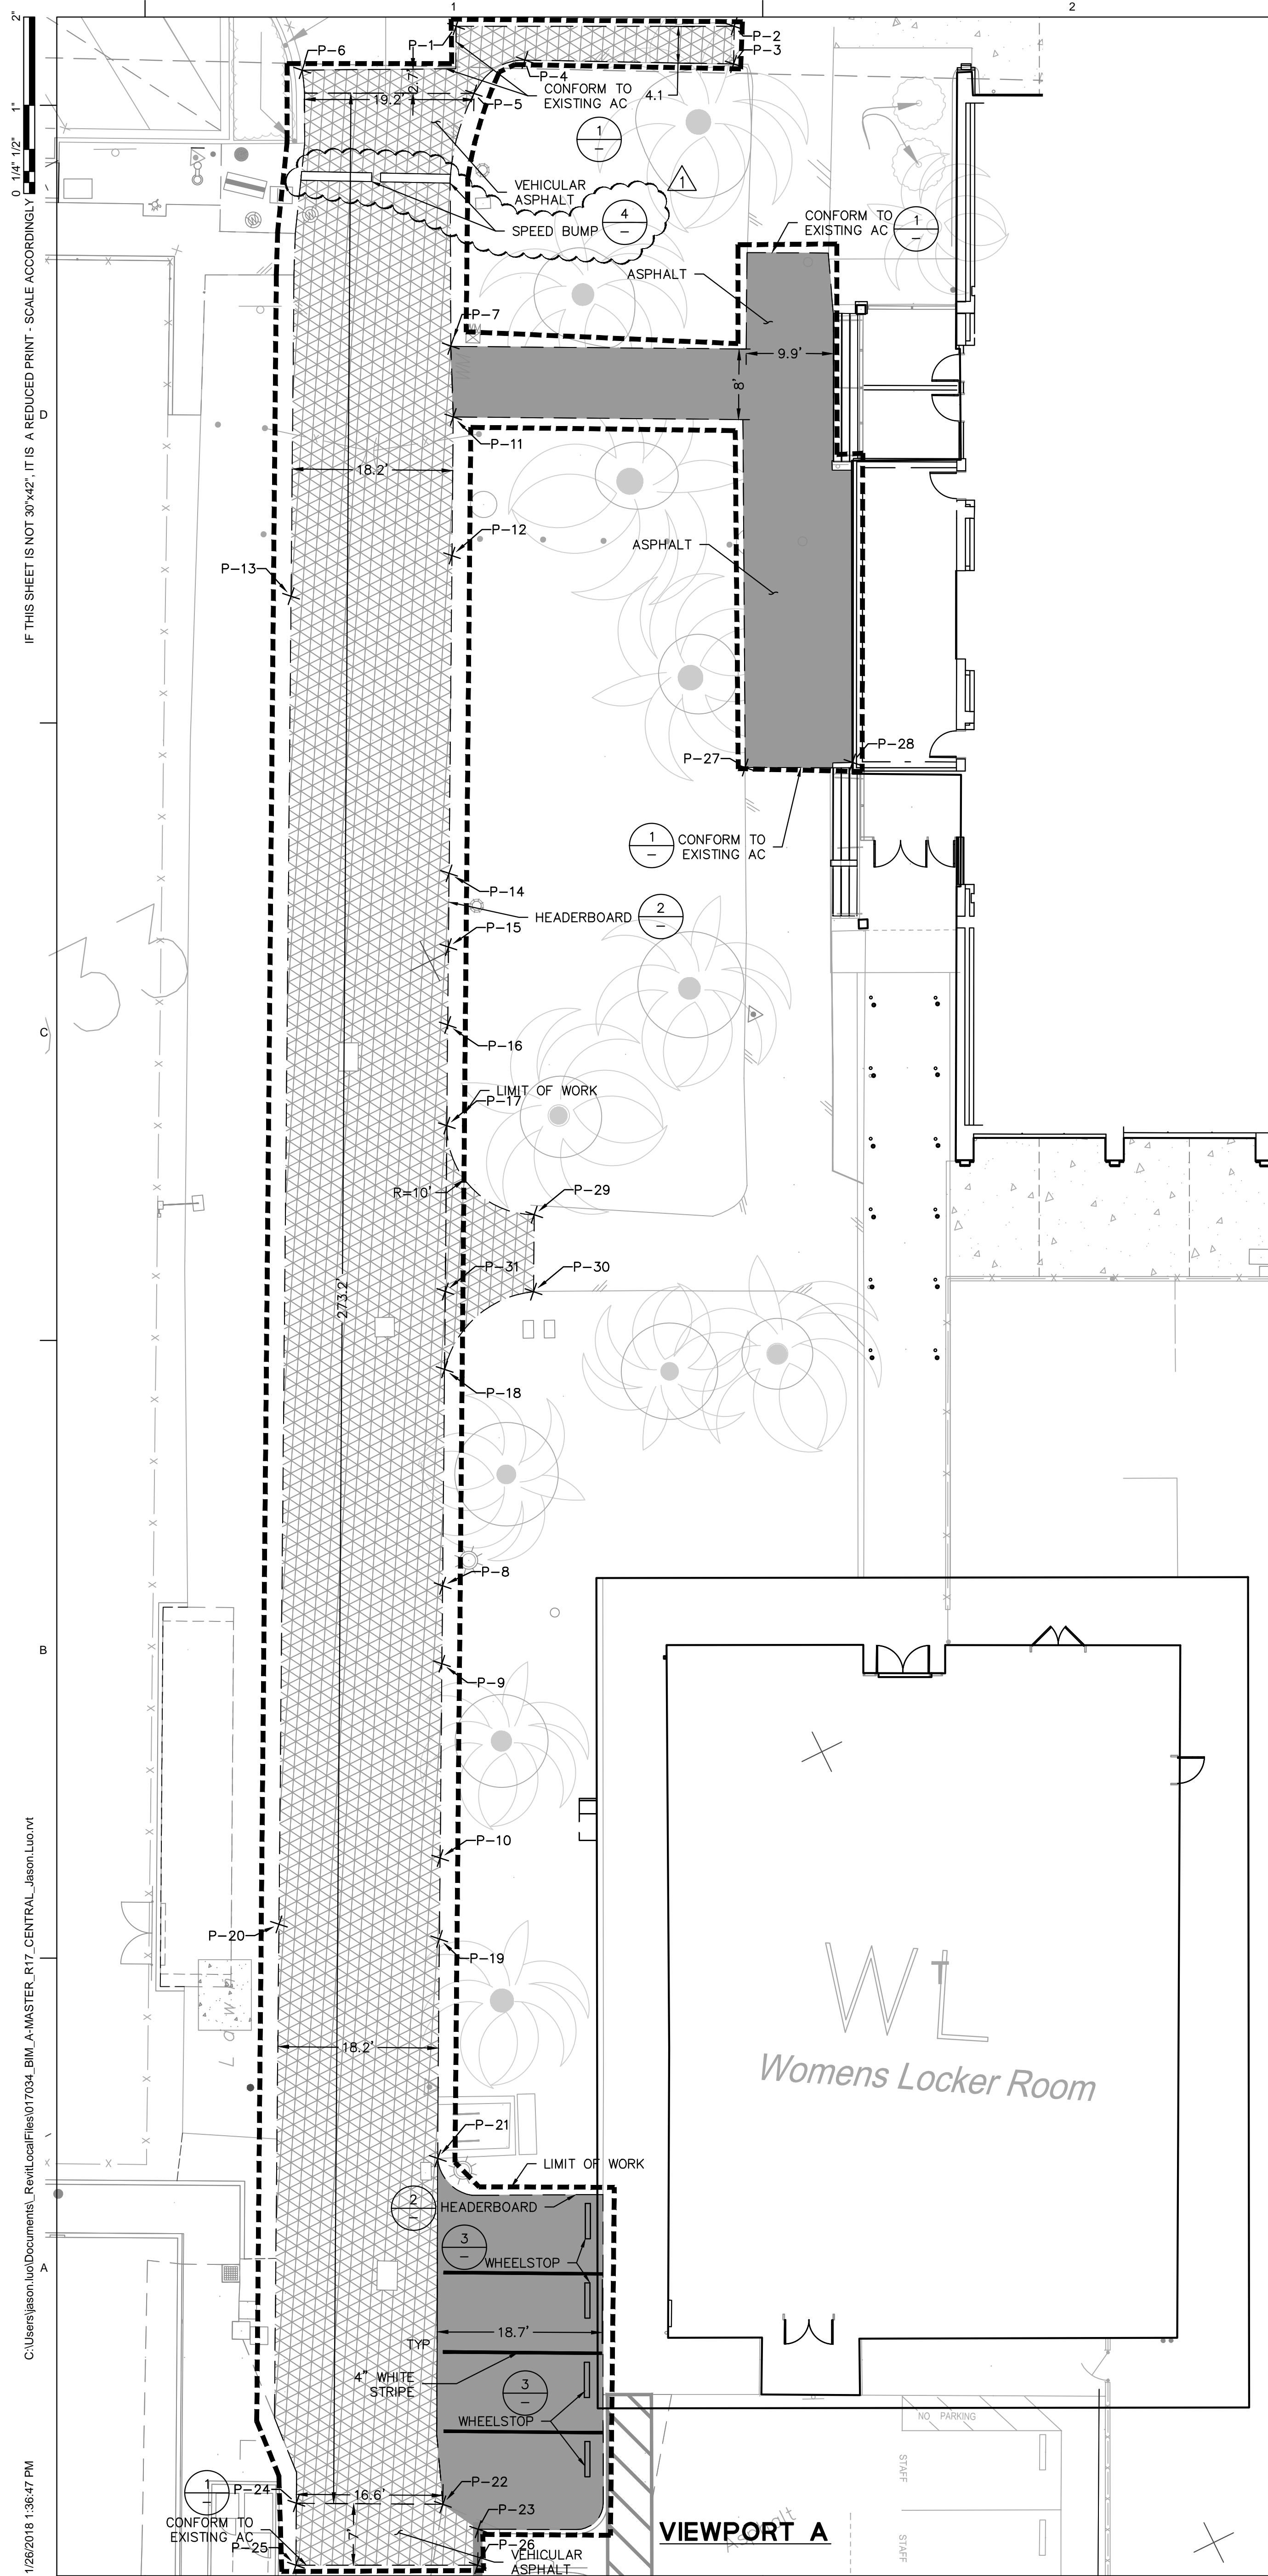 1
2
2"
1"
1/2"
1/4"
0
IF THIS SHEET IS NOT 30"x42", IT IS A REDUCED PRINT - SCALE ACCORDINGLY
P-6
P-1
P-2
P-3
P-4
2.7'
19.2'
P-5
CONFORM TO
EXISTING AC
4.1
1
–
VEHICULAR
ASPHALT
1
SPEED BUMP
4
–
CONFORM TO
EXISTING AC
1
–
ASPHALT
P-7
WM
WM
9.9'
8'
D
P-11
18.2'
P-12
ASPHALT
P-13
P-27
P-28
1
–
CONFORM TO
EXISTING AC
P-14
HEADERBOARD
2
–
P-15
33
C
P-16
LIMIT OF WORK
P-17
R=10'
P-29
P-31
P-30
273.2'
P-18
P-8
B
P-9
P-10
P-20
P-19
18.2'
WL
Womens Locker Room
P-21
LIMIT OF WORK
2
–
HEADERBOARD
3
–
WHEELSTOP
A
18.7'
TYP
4" WHITE
STRIPE
3
–
WHEELSTOP
NO PARKING
STAFF
STAFF
1
–
P-24
16.6'
P-22
P-23
CONFORM TO
EXISTING AC
P-25
7'
P-26
VEHICULAR
ASPHALT
VIEWPORT A
Asphalt
C:\Users\jason.luo\Documents\_RevitLocalFiles\017034_BIM_A-MASTER_R17_CENTRAL_Jason.Luo.rvt
1/26/2018 1:36:47 PM